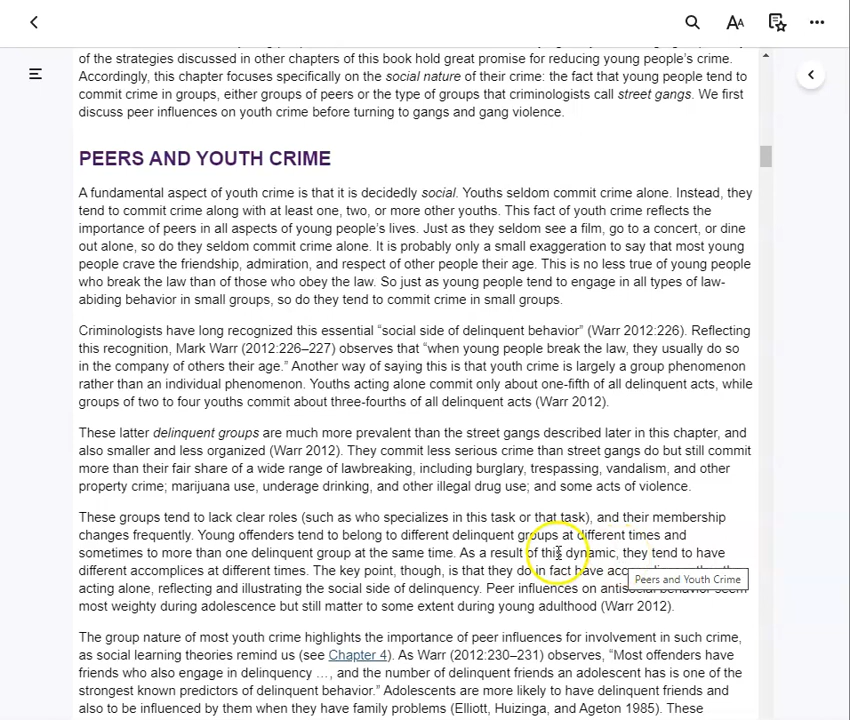 of the strategies discussed in other chapters of this book hold great promise for reducing young people's crime.
Accordingly, this chapter focuses specifically on the social nature of their crime: the fact that young people tend to
commit crime in groups, either groups of peers or the type of groups that criminologists call street gangs. We first
discuss peer influences on youth crime before turning to gangs and gang violence.
PEERS AND YOUTH CRIME
A fundamental aspect of youth crime is that it is decidedly social. Youths seldom commit crime alone. Instead, they
tend to commit crime along with at least one, two, or more other youths. This fact of youth crime reflects the
importance of peers in all aspects of young people's lives. Just as they seldom see a film, go to a concert, or dine
out alone, so do they seldom commit crime alone. It is probably only a small exaggeration to say that most young
people crave the friendship, admiration, and respect of other people their age. This is no less true of young people
who break the law than of those who obey the law. So just as young people tend to engage in all types of law-
abiding behavior in small groups, so do they tend to commit crime in small groups.
Criminologists have long recognized this essential “social side of delinquent behavior” (Warr 2012:226). Reflecting
this recognition, Mark Warr (2012:226–227) observes that “when young people break the law, they usually do so
in the company of others their age.” Another way of saying this is that youth crime is largely a group phenomenon
rather than an individual phenomenon. Youths acting alone commit only about one-fifth of all delinquent acts, while
groups of two to four youths commit about three-fourths of all delinquent acts (Warr 2012).
These latter delinquent groups are much more prevalent than the street gangs described later in this chapter, and
also smaller and less organized (Warr 2012). They commit less serious crime than street gangs do but still commit
more than their fair share of a wide range of lawbreaking, including burglary, trespassing, vandalism, and other
property crime; marijuana use, underage drinking, and other illegal drug use; and some acts of violence.
These groups tend to lack clear roles (such as who specializes in this task or that task), and their membership
changes frequently. Young offenders tend to belong to different delinquent groups at different times and
sometimes to more than one delinquent group at the same time. As a result of this dynamic, they tend to have
different accomplices at different times. The key point, though, is that they do in fact have
Peers and Youth Crime
acting alone, reflecting and illustrating the social side of delinquency. Peer influences on antisocial behavior seem
most weighty during adolescence but still matter to some extent during young adulthood (Warr 2012).
The group nature of most youth crime highlights the importance of peer influences for involvement in such crime,
as social learning theories remind us (see Chapter 4). As Warr (2012:230–231) observes, “Most offenders have
friends who also engage in delinquency …, and the number of delinquent friends an adolescent has is one of the
strongest known predictors of delinquent behavior.” Adolescents are more likely to have delinquent friends and
also to be influenced by them when they have family problems (Elliott, Huizinga, and Ageton 1985). These